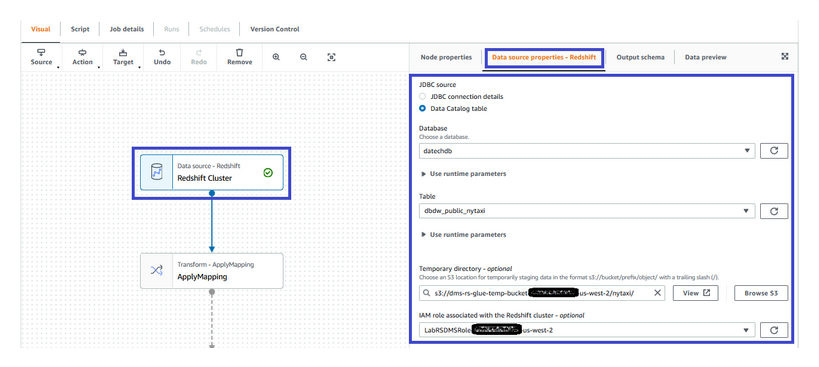 Visual Script Job details Runs Schedules Version Control
Source Action Target Undo Redo Remove
Node properties Data source properties - Redshift Output schema Data preview
Data source - Redshift
Redshift Cluster
Transform - ApplyMapping
ApplyMapping
JDBC source
JDBC connection details
Data Catalog table
Database
Choose a database.
datechdb
Use runtime parameters
Table
dbdw_public_nytaxi
Use runtime parameters
Temporary directory - optional
Choose an S3 location for temporarily staging data in the format s3://bucket/prefix/object/ with a trailing slash (/).
s3://dms-rs-glue-temp-bucket us-west-2/nytaxi/ View Browse S3
IAM role associated with the Redshift cluster - optional
LabRSDMSRole us-west-2